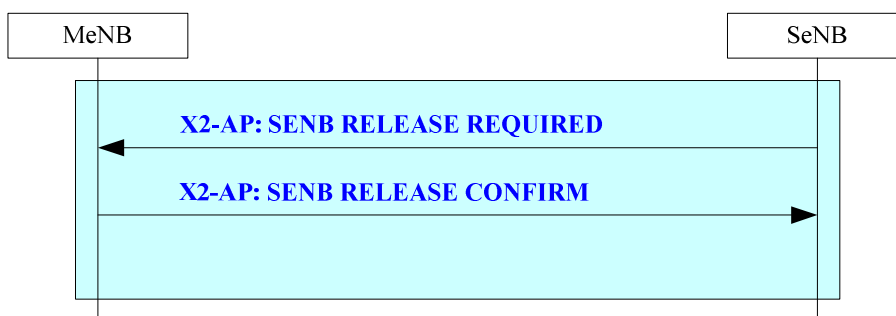 MeNB
SeNB
X2-AP: SENB RELEASE REQUIRED
X2-AP: SENB RELEASE CONFIRM